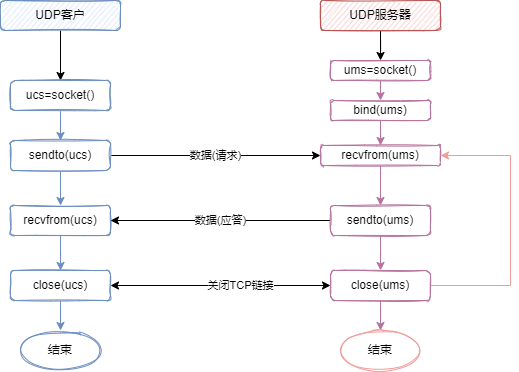 UDP客户
UDP服务器
ucs=socket()
ums=socket()
bind(ums)
sendto(ucs)
数据(请求)
recvfrom(ums)
recvfrom(ucs)
数据(应答)
sendto(ums)
close(ucs)
关闭TCP链接
close(ums)
结束
结束